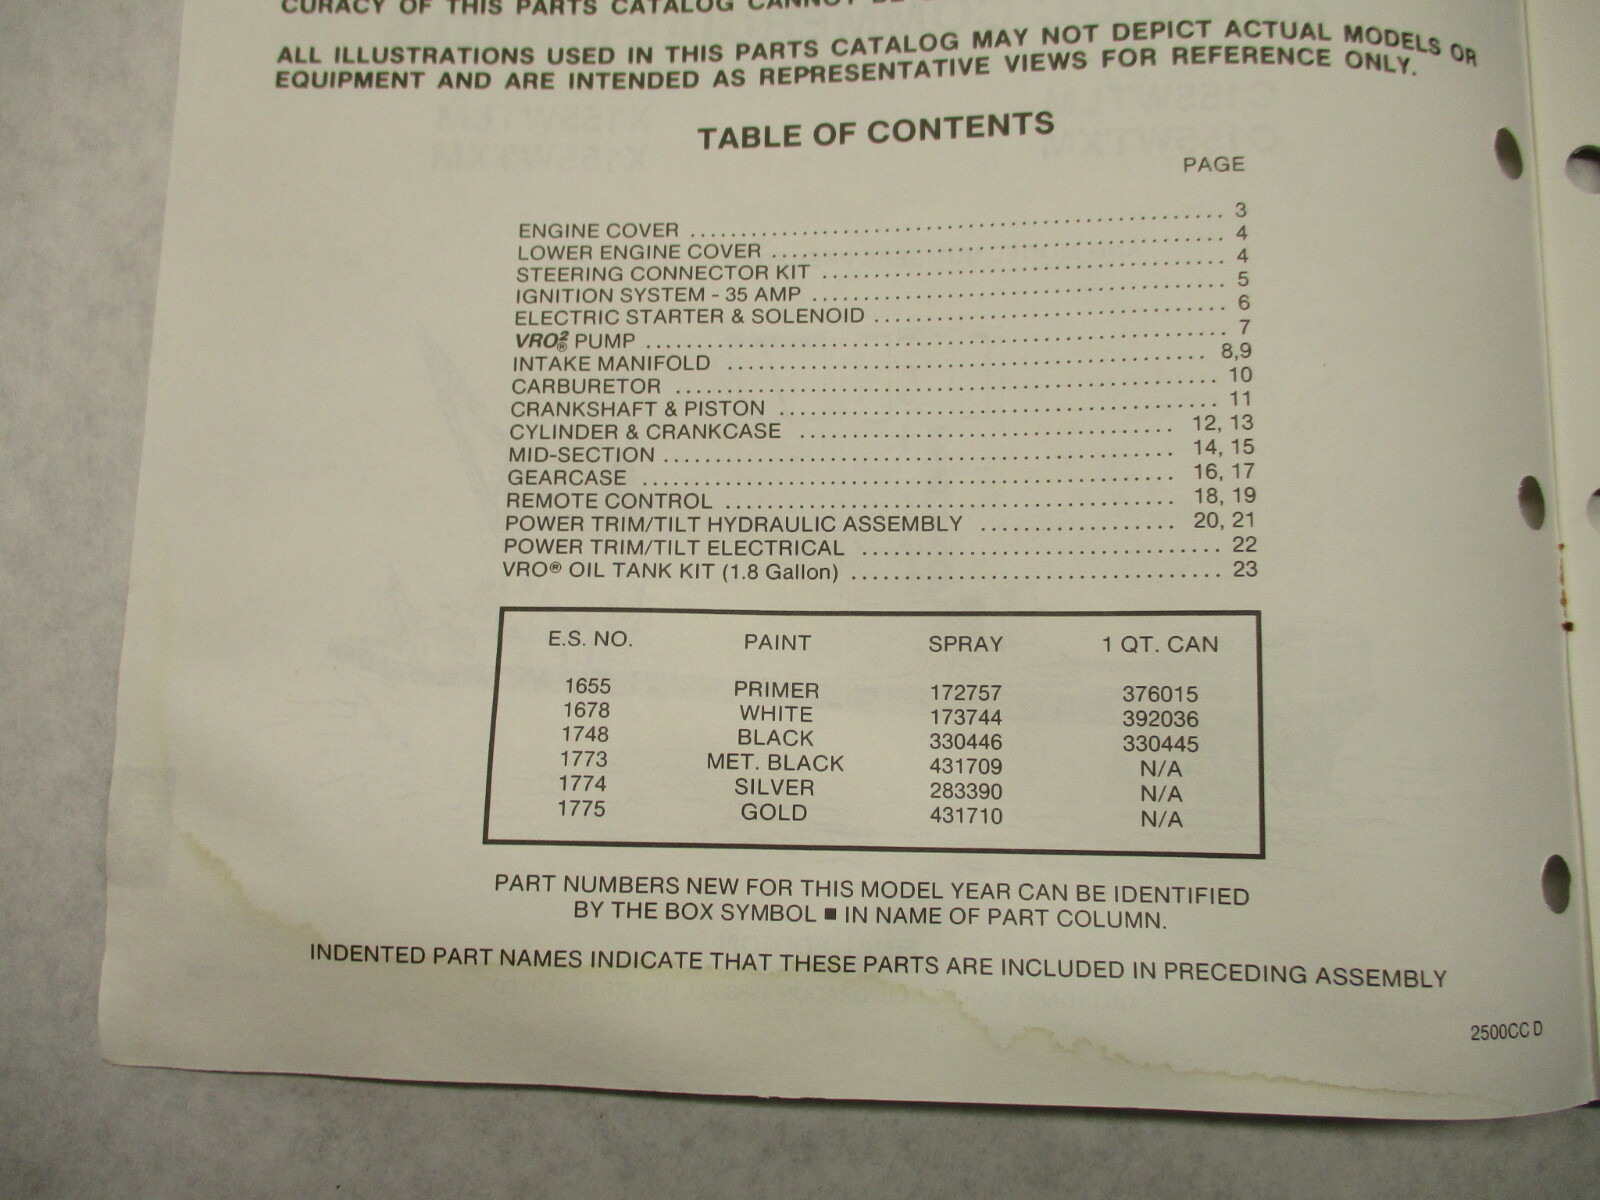 CURACY OF THIS PARTS CATALOG CANNOT BE
ALL ILLUSTRATIONS USED IN THIS PARTS CATALOG MAY NOT DEPICT ACTUAL MODELS OR
EQUIPMENT AND ARE INTENDED AS REPRESENTATIVE VIEWS FOR REFERENCE ONLY.
TABLE OF CONTENTS
PAGE
ENGINE COVER ........ 3
LOWER ENGINE COVER ........ 4
STEERING CONNECTOR KIT ........ 4
IGNITION SYSTEM - 35 AMP ........ 5
ELECTRIC STARTER & SOLENOID ........ 6
VRO2® PUMP ........ 7
INTAKE MANIFOLD ........ 8,9
CARBURETOR ........ 10
CRANKSHAFT & PISTON ........ 11
CYLINDER & CRANKCASE ........ 12, 13
MID-SECTION ........ 14, 15
GEARCASE ........ 16, 17
REMOTE CONTROL ........ 18, 19
POWER TRIM/TILT HYDRAULIC ASSEMBLY ........ 20, 21
POWER TRIM/TILT ELECTRICAL ........ 22
VRO® OIL TANK KIT (1.8 Gallon) ........ 23
E.S. NO. PAINT SPRAY 1 QT. CAN
1655 PRIMER 172757 376015
1678 WHITE 173744 392036
1748 BLACK 330446 330445
1773 MET. BLACK 431709 N/A
1774 SILVER 283390 N/A
1775 GOLD 431710 N/A
PART NUMBERS NEW FOR THIS MODEL YEAR CAN BE IDENTIFIED
BY THE BOX SYMBOL ■ IN NAME OF PART COLUMN.
INDENTED PART NAMES INDICATE THAT THESE PARTS ARE INCLUDED IN PRECEDING ASSEMBLY
2500CC D